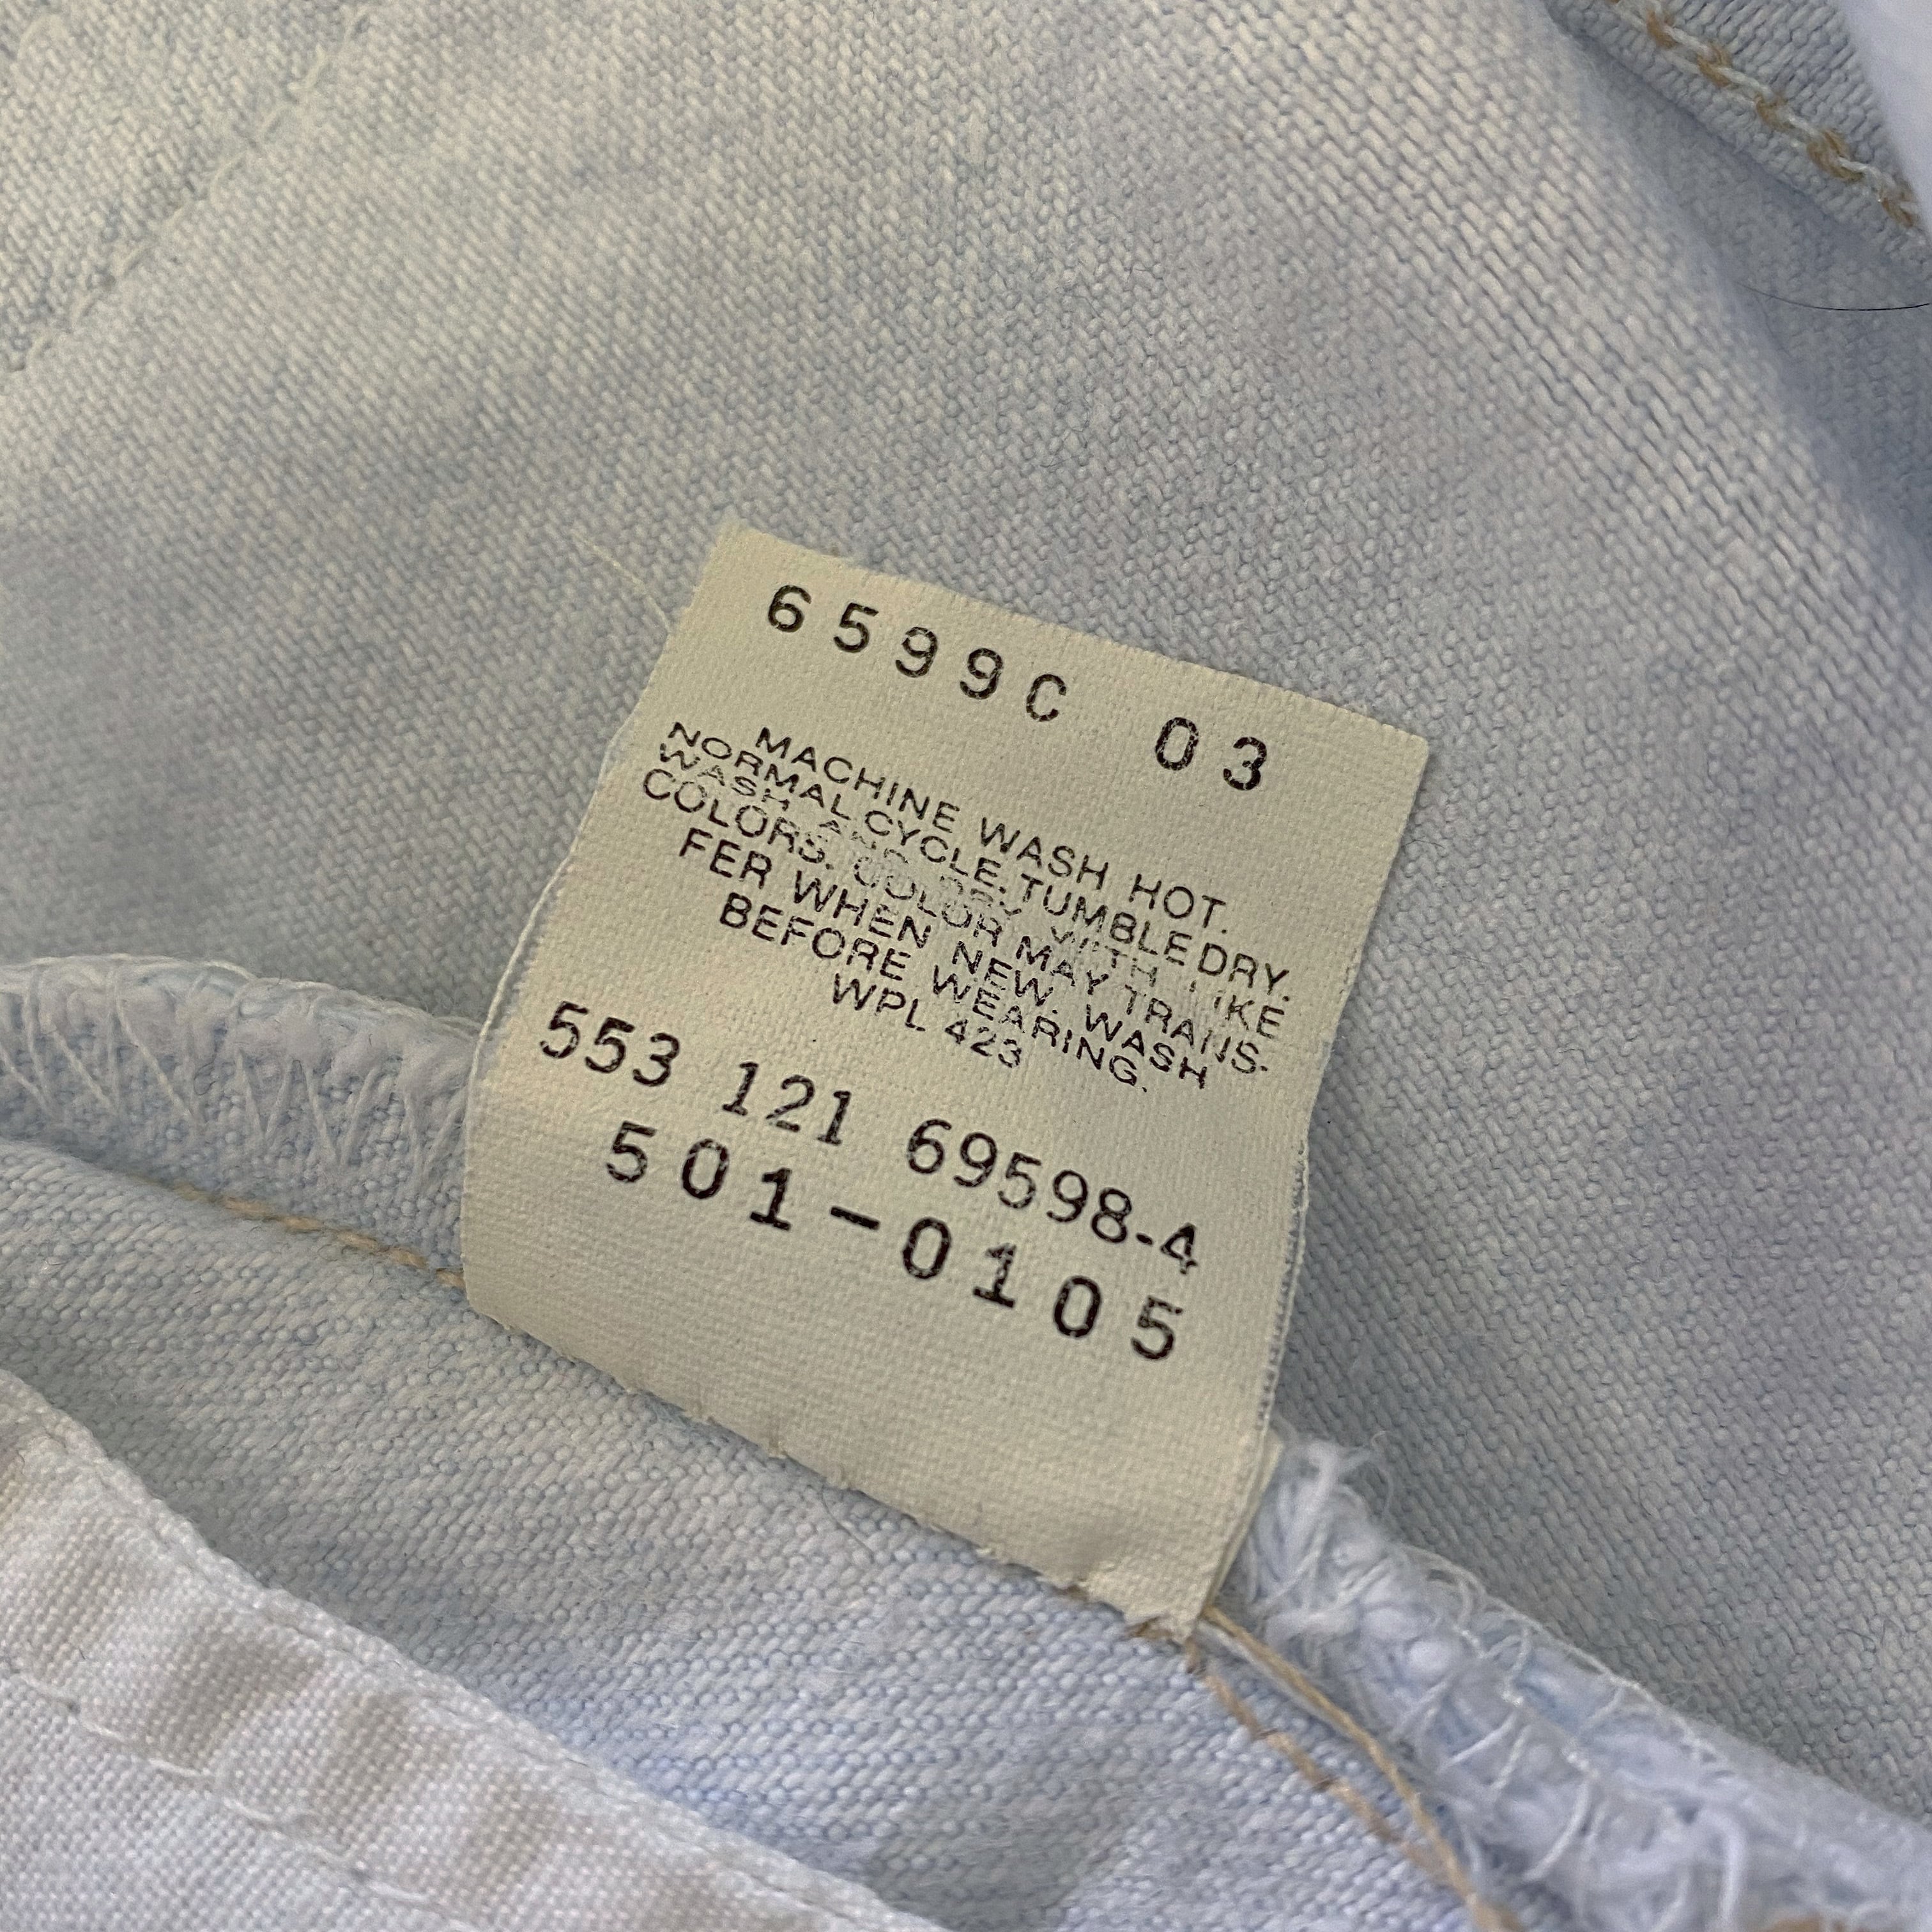 6599C 03
MACHINE WASH HOT.
NORMAL CYCLE. TUMBLE DRY.
WASH AND DRY WITH LIKE
COLORS. COLOR MAY TRANS-
FER WHEN NEW. WASH
BEFORE WEARING.
WPL 423
553 121 69598-4
501-0105